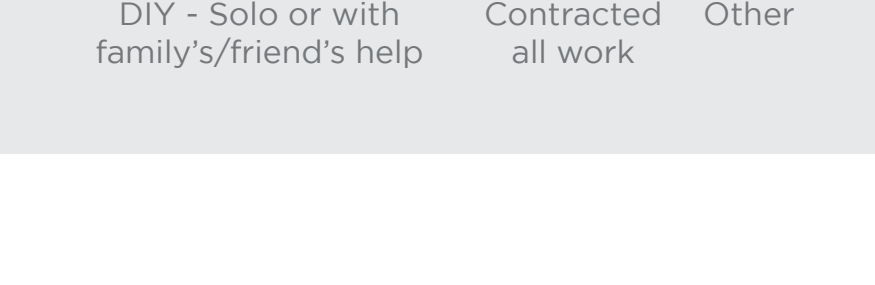 DIY - Solo or with
family’s/friend’s help
Contracted
all work
Other